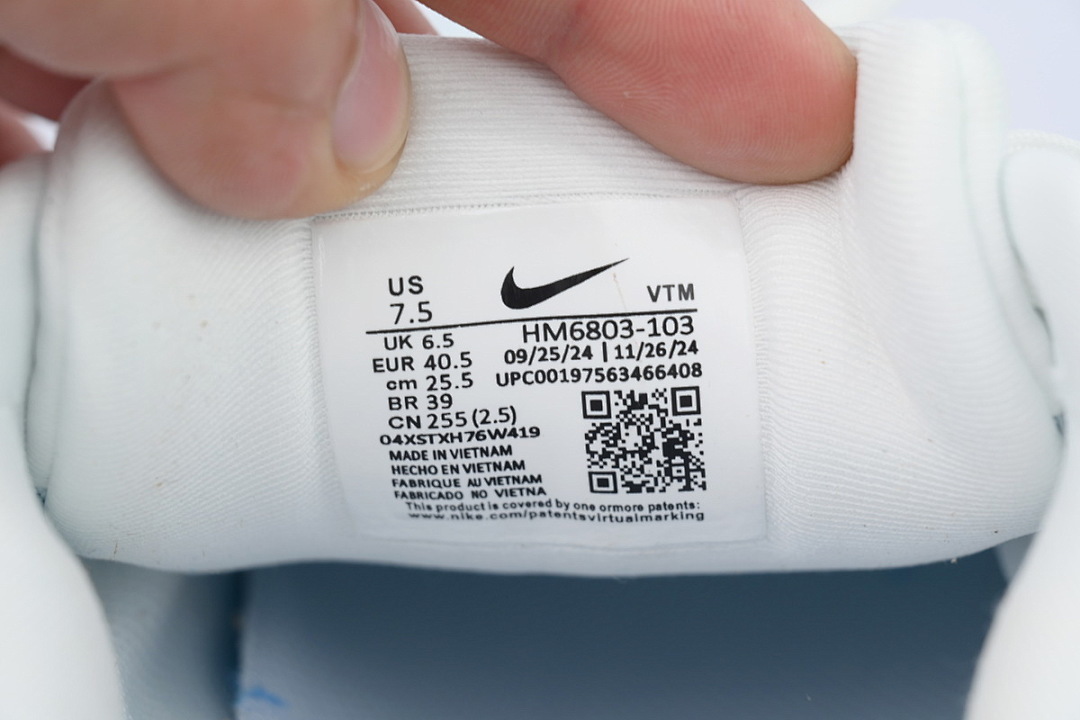 US
7.5
VTM
UK 6.5
EUR 40.5
cm 25.5
BR 39
CN 255 (2.5)
HM6803-103
09/25/24 | 11/26/24
UPC00197563466408
04XSTXH76W419
MADE IN VIETNAM
HECHO EN VIETNAM
FABRIQUE AU VIETNAM
FABRICADO NO VIETNA
This product is covered by one ormore patents:
www.nike.com/patentsvirtualmarking